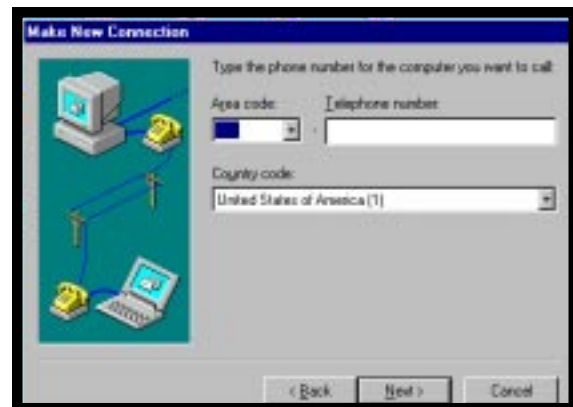 Make New Connection
Type the phone number for the computer you want to call:
Area code:
Telephone number:
-
Country code:
United States of America (1)
< Back
Next >
Cancel